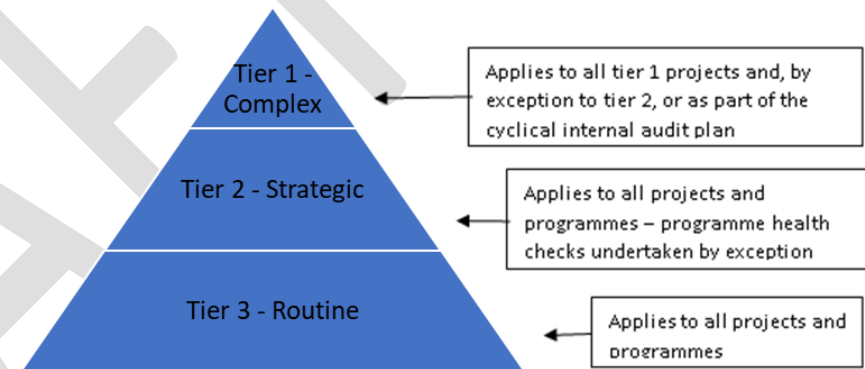 Tier 1 -
Complex
Applies to all tier 1 projects and, by
exception to tier 2, or as part of the
cyclical internal audit plan
Tier 2 - Strategic
Applies to all projects and
programmes – programme health
checks undertaken by exception
Tier 3 - Routine
Applies to all projects and
programmes